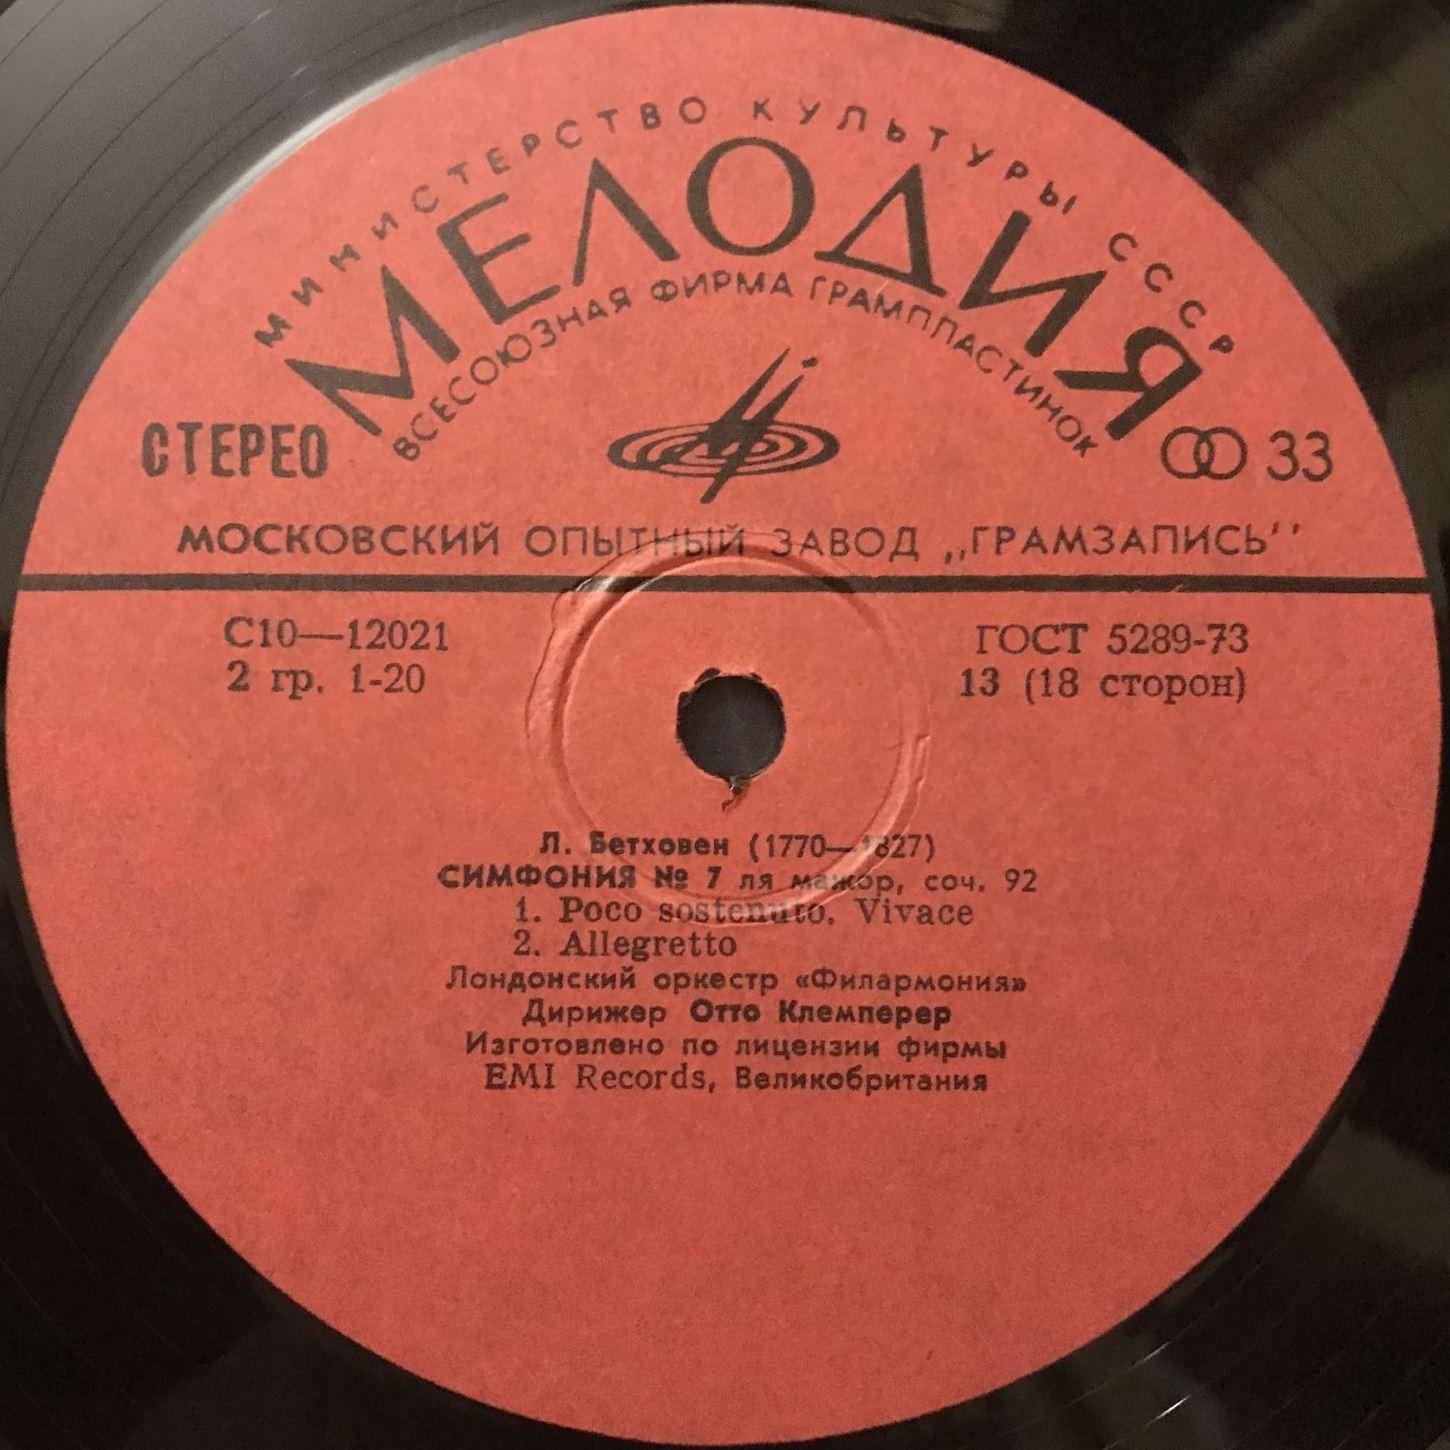 МИНИСТЕРСТВО КУЛЬТУРЫ СССР
МЕЛОДИЯ
ВСЕСОЮЗНАЯ ФИРМА ГРАМПЛАСТИНОК
СТЕРЕО
33
МОСКОВСКИЙ ОПЫТНЫЙ ЗАВОД „ГРАМЗАПИСЬ''
С10—12021
2 гр. 1-20
ГОСТ 5289-73
13 (18 сторон)
Л. Бетховен (1770—1827)
СИМФОНИЯ № 7 ля мажор, соч. 92
1. Poco sostenuto. Vivace
2. Allegretto
Лондонский оркестр «Филармония»
Дирижер Отто Клемперер
Изготовлено по лицензии фирмы
EMI Records, Великобритания